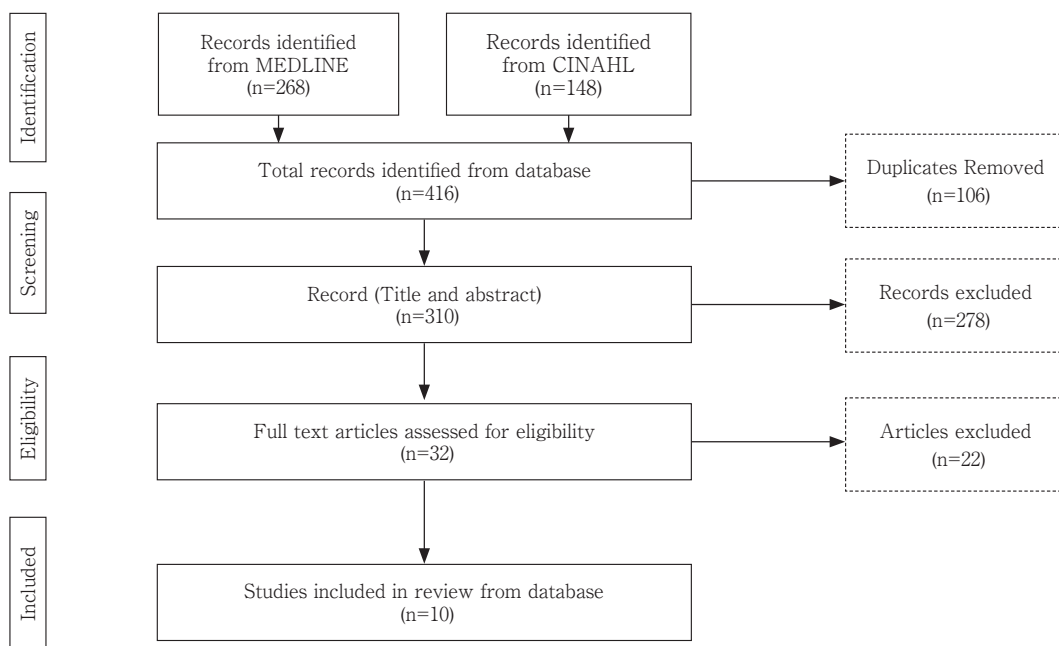 Identification
Records identified
from MEDLINE
(n=268)
Records identified
from CINAHL
(n=148)
Total records identified from database
(n=416)
Duplicates Removed
(n=106)
Screening
Record (Title and abstract)
(n=310)
Records excluded
(n=278)
Eligibility
Full text articles assessed for eligibility
(n=32)
Articles excluded
(n=22)
Included
Studies included in review from database
(n=10)